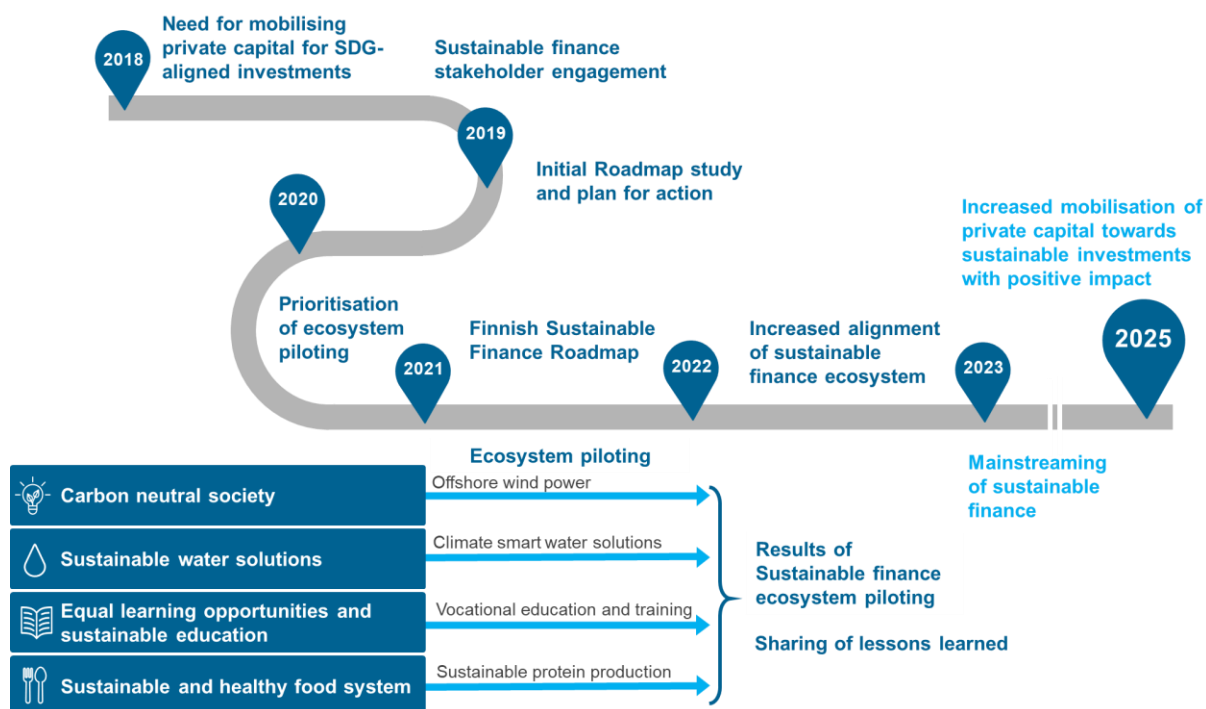 2018
Need for mobilising
private capital for SDG-
aligned investments
Sustainable finance
stakeholder engagement
2019
Initial Roadmap study
and plan for action
2020
Prioritisation
of ecosystem
piloting
2021
Finnish Sustainable
Finance Roadmap
2022
Increased alignment
of sustainable
finance ecosystem
2023
Increased mobilisation of
private capital towards
sustainable investments
with positive impact
2025
Mainstreaming
of sustainable
finance
Ecosystem piloting
Carbon neutral society
Offshore wind power
Sustainable water solutions
Climate smart water solutions
Equal learning opportunities and
sustainable education
Vocational education and training
Sustainable and healthy food system
Sustainable protein production
Results of
Sustainable finance
ecosystem piloting
Sharing of lessons learned